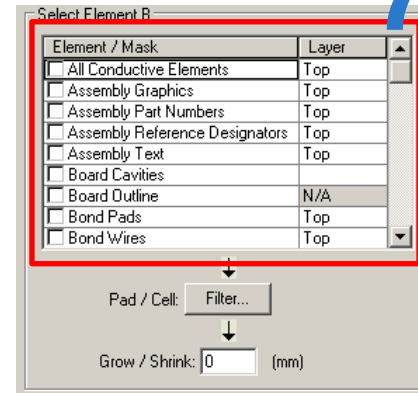 Select Element B
Element / Mask Layer
All Conductive Elements Top
Assembly Graphics Top
Assembly Part Numbers Top
Assembly Reference Designators Top
Assembly Text Top
Board Cavities
Board Outline N/A
Bond Pads Top
Bond Wires Top
Pad / Cell: Filter...
Grow / Shrink: 0 (mm)